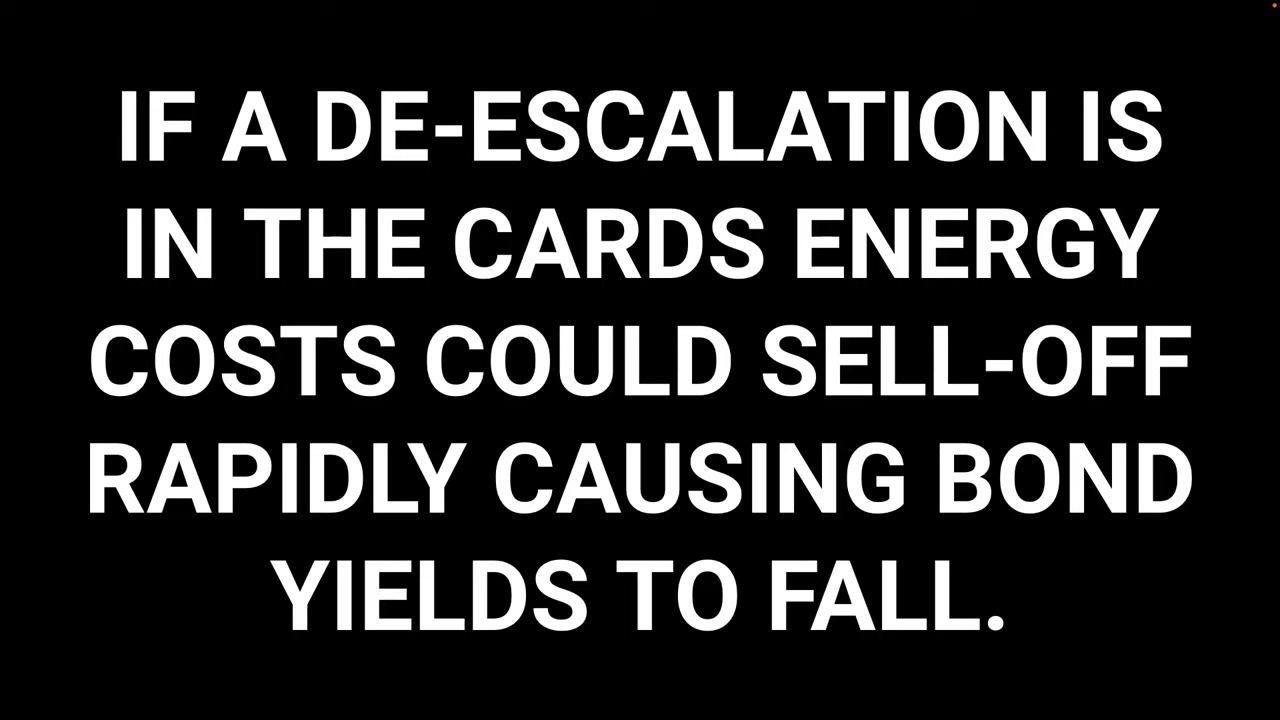 IF A DE-ESCALATION IS
IN THE CARDS ENERGY
COSTS COULD SELL-OFF
RAPIDLY CAUSING BOND
YIELDS TO FALL.